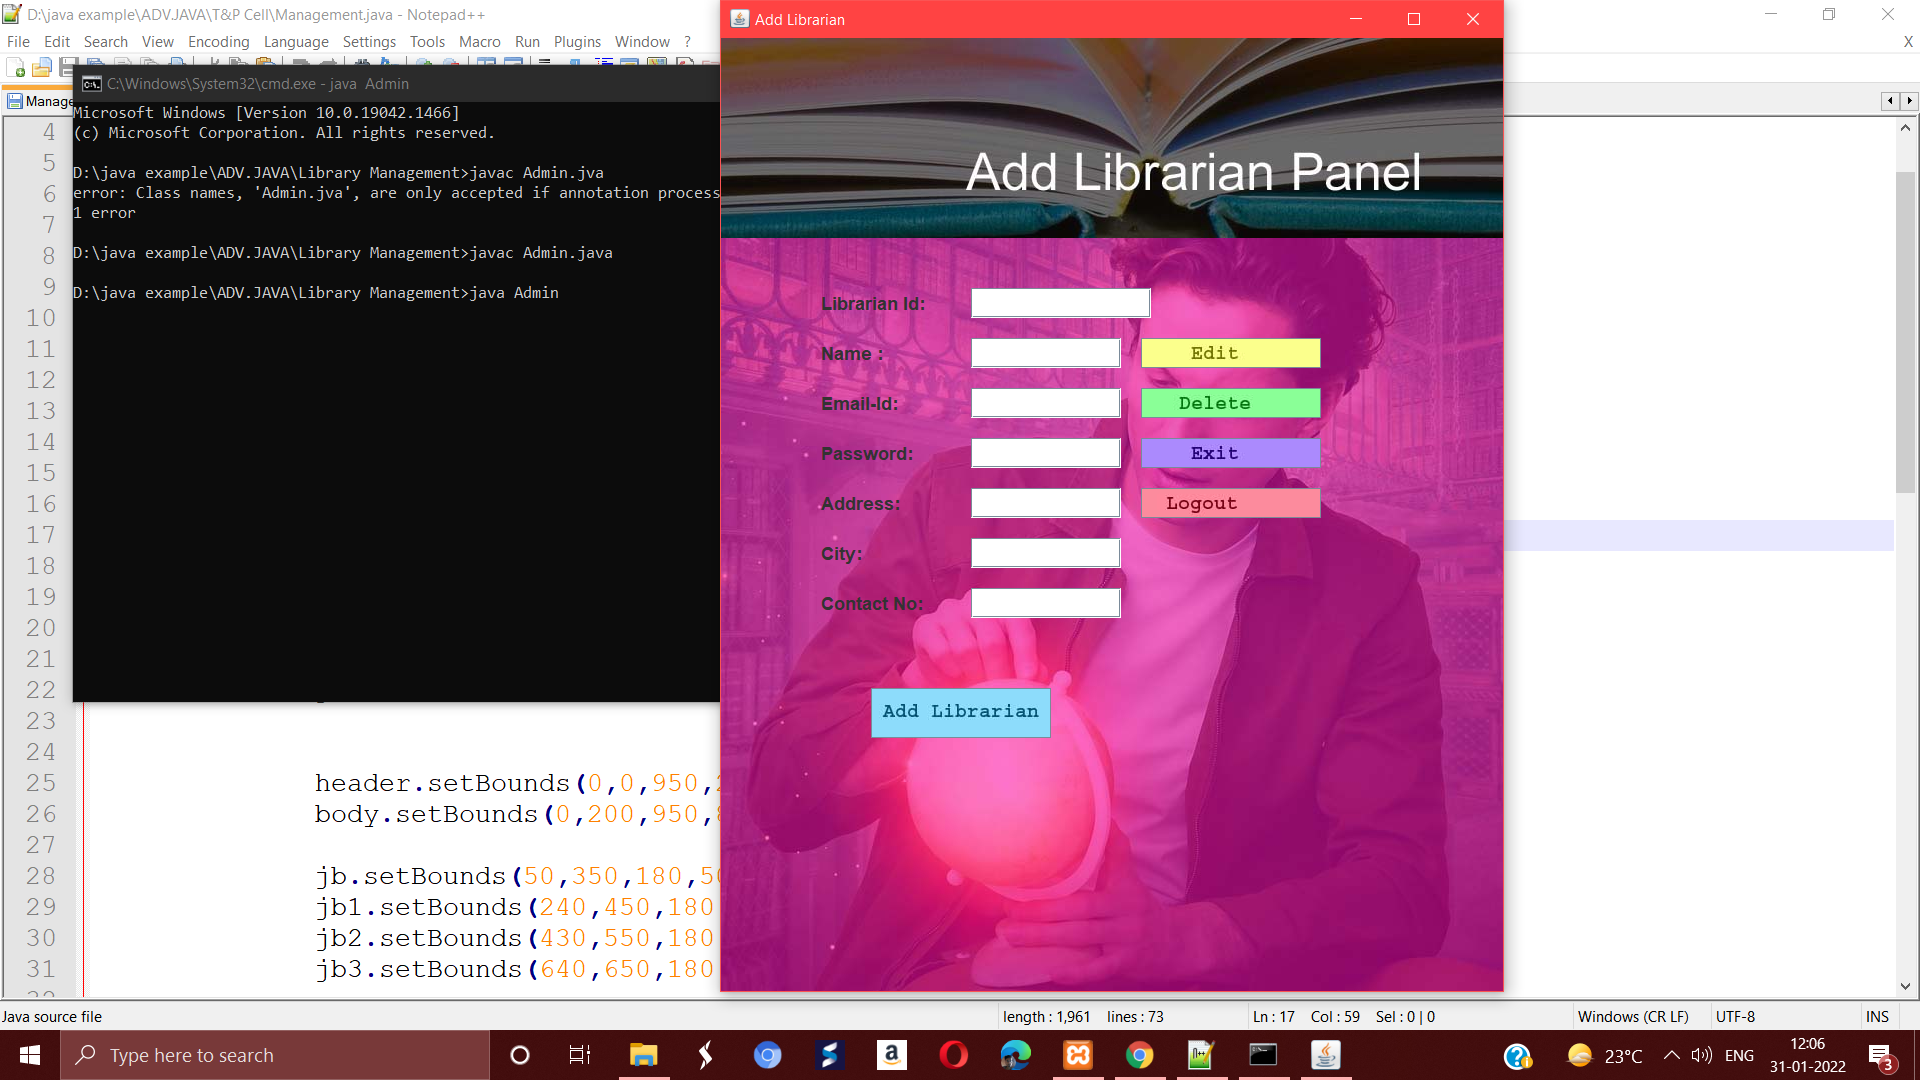 D:\java example\ADV.JAVA\T&P Cell\Management.java - Notepad++
File Edit Search View Encoding Language Settings Tools Macro Run Plugins Window ?
X
Manage
C:\Windows\System32\cmd.exe - java  Admin
Microsoft Windows [Version 10.0.19042.1466]
(c) Microsoft Corporation. All rights reserved.
D:\java example\ADV.JAVA\Library Management>javac Admin.jva
error: Class names, 'Admin.jva', are only accepted if annotation process
1 error
D:\java example\ADV.JAVA\Library Management>javac Admin.java
D:\java example\ADV.JAVA\Library Management>java Admin
Add Librarian
Add Librarian Panel
Librarian Id:
Name : Edit
Email-Id: Delete
Password: Exit
Address: Logout
City:
Contact No:
Add Librarian
4
5
6
7
8
9
10
11
12
13
14
15
16
17
18
19
20
21
22
23
24
25 header.setBounds(0,0,950,
26 body.setBounds(0,200,950,
27
28 jb.setBounds(50,350,180,50
29 jb1.setBounds(240,450,180
30 jb2.setBounds(430,550,180
31 jb3.setBounds(640,650,180
Java source file length : 1,961 lines : 73 Ln : 17 Col : 59 Sel : 0 | 0 Windows (CR LF) UTF-8 INS
Type here to search 23°C ENG 12:06
31-01-2022 3